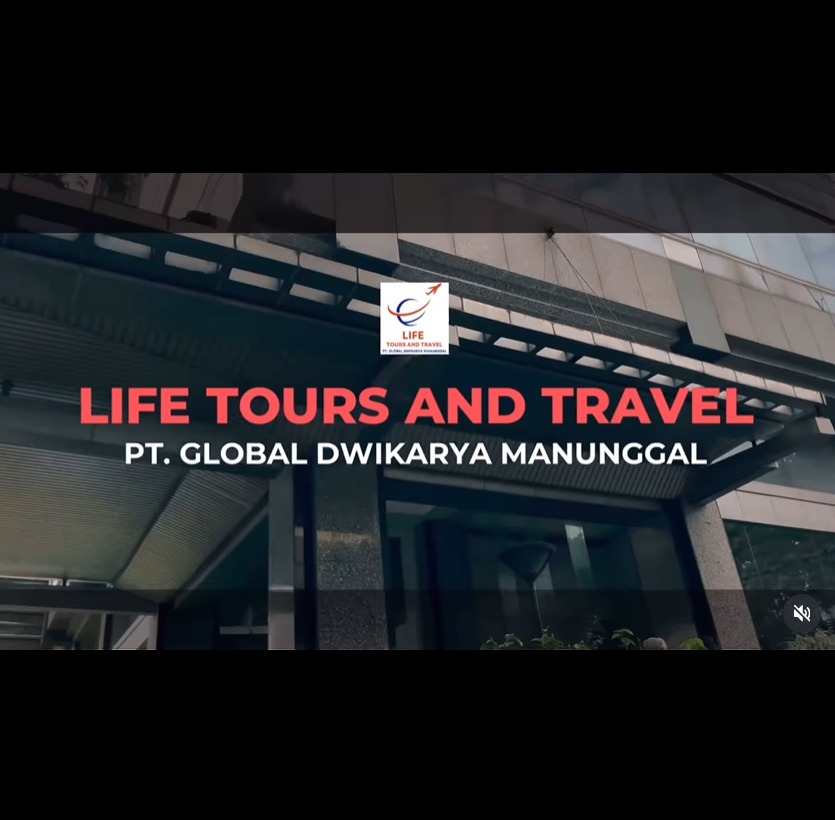 LIFE
TOURS AND TRAVEL
PT. GLOBAL DWIKARYA MANUNGGAL
LIFE TOURS AND TRAVEL
PT. GLOBAL DWIKARYA MANUNGGAL